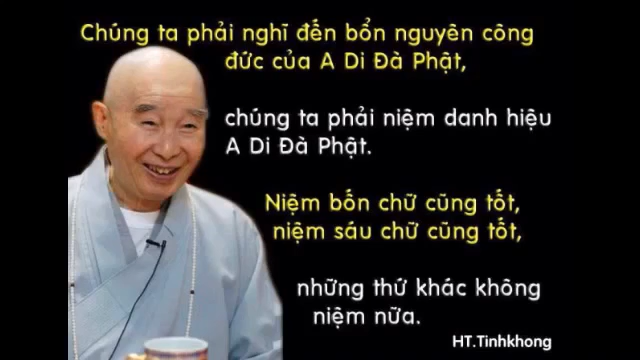 Chúng ta phải nghĩ đến bổn nguyên công
đức của A Di Đà Phật,
chúng ta phải niệm danh hiệu
A Di Đà Phật.
Niệm bốn chữ cũng tốt,
niệm sáu chữ cũng tốt,
những thứ khác không
niệm nữa.
HT.Tinhkhong